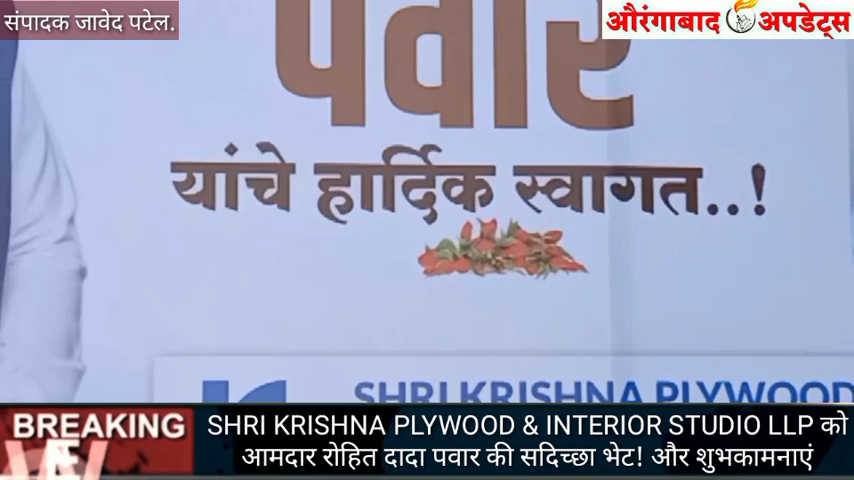 संपादक जावेद पटेल.
औरंगाबाद अपडेट्स
पवार
यांचे हार्दिक स्वागत..!
SHRI KRISHNA PLYWOOD
BREAKING
SHRI KRISHNA PLYWOOD & INTERIOR STUDIO LLP को
आमदार रोहित दादा पवार की सदिच्छा भेट! और शुभकामनाएं